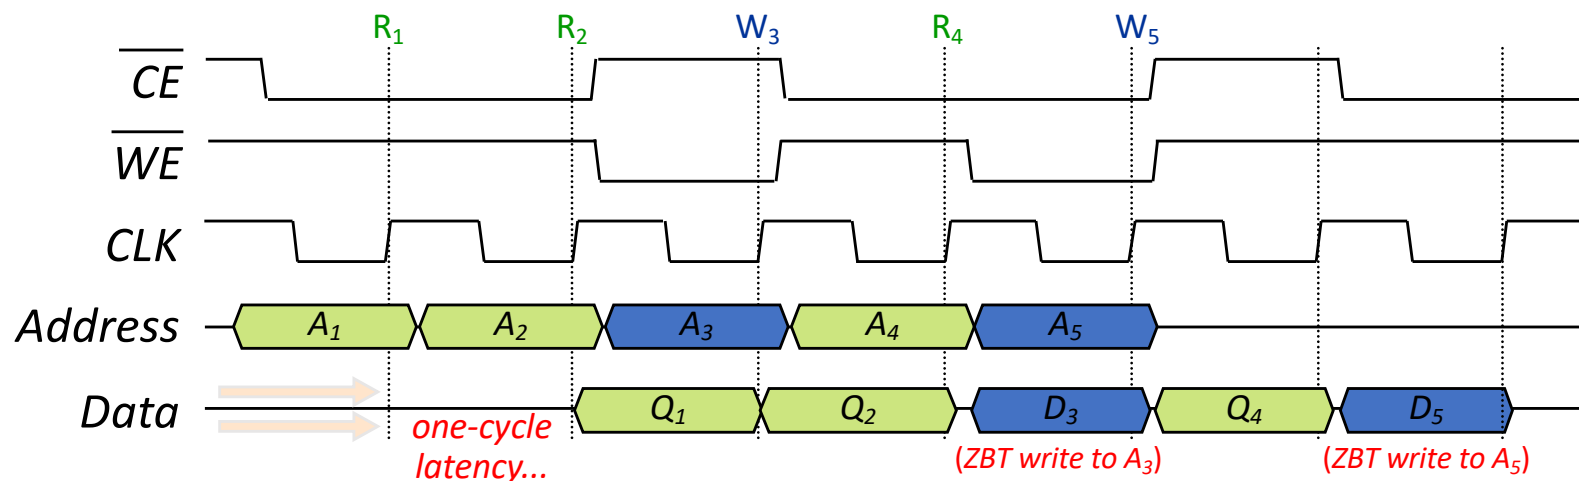 R₁ R₂ W₃ R₄ W₅
CE
WE
CLK
Address A₁ A₂ A₃ A₄ A₅
Data Q₁ Q₂ D₃ Q₄ D₅
one-cycle
latency...
(ZBT write to A₃) (ZBT write to A₅)